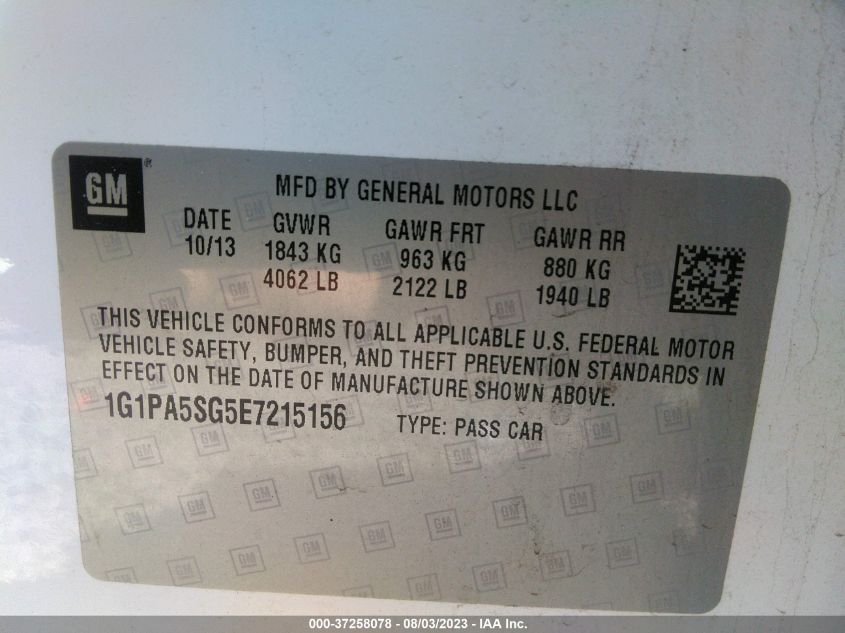 GM®
MFD BY GENERAL MOTORS LLC
DATE GVWR GAWR FRT GAWR RR
10/13 1843 KG 963 KG 880 KG
4062 LB 2122 LB 1940 LB
THIS VEHICLE CONFORMS TO ALL APPLICABLE U.S. FEDERAL MOTOR
VEHICLE SAFETY, BUMPER, AND THEFT PREVENTION STANDARDS IN
EFFECT ON THE DATE OF MANUFACTURE SHOWN ABOVE.
1G1PA5SG5E7215156 TYPE: PASS CAR
000-37258078 - 08/03/2023 - IAA Inc.